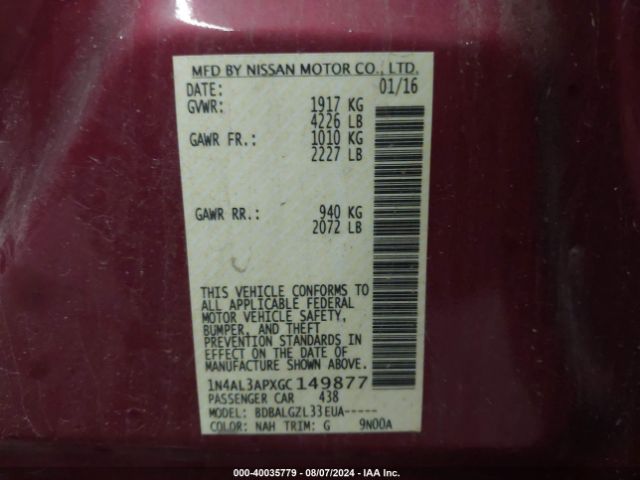 MFD BY NISSAN MOTOR CO., LTD.
DATE: 01/16
GVWR: 1917 KG
4226 LB
GAWR FR.: 1010 KG
2227 LB
GAWR RR.: 940 KG
2072 LB
THIS VEHICLE CONFORMS TO
ALL APPLICABLE FEDERAL
MOTOR VEHICLE SAFETY,
BUMPER, AND THEFT
PREVENTION STANDARDS IN
EFFECT ON THE DATE OF
MANUFACTURE SHOWN ABOVE.
1N4AL3APXGC149877
PASSENGER CAR 438
MODEL: BDBALGZL33EUA-----
COLOR: NAH TRIM: G 9N00A
000-40035779 - 08/07/2024 - IAA Inc.